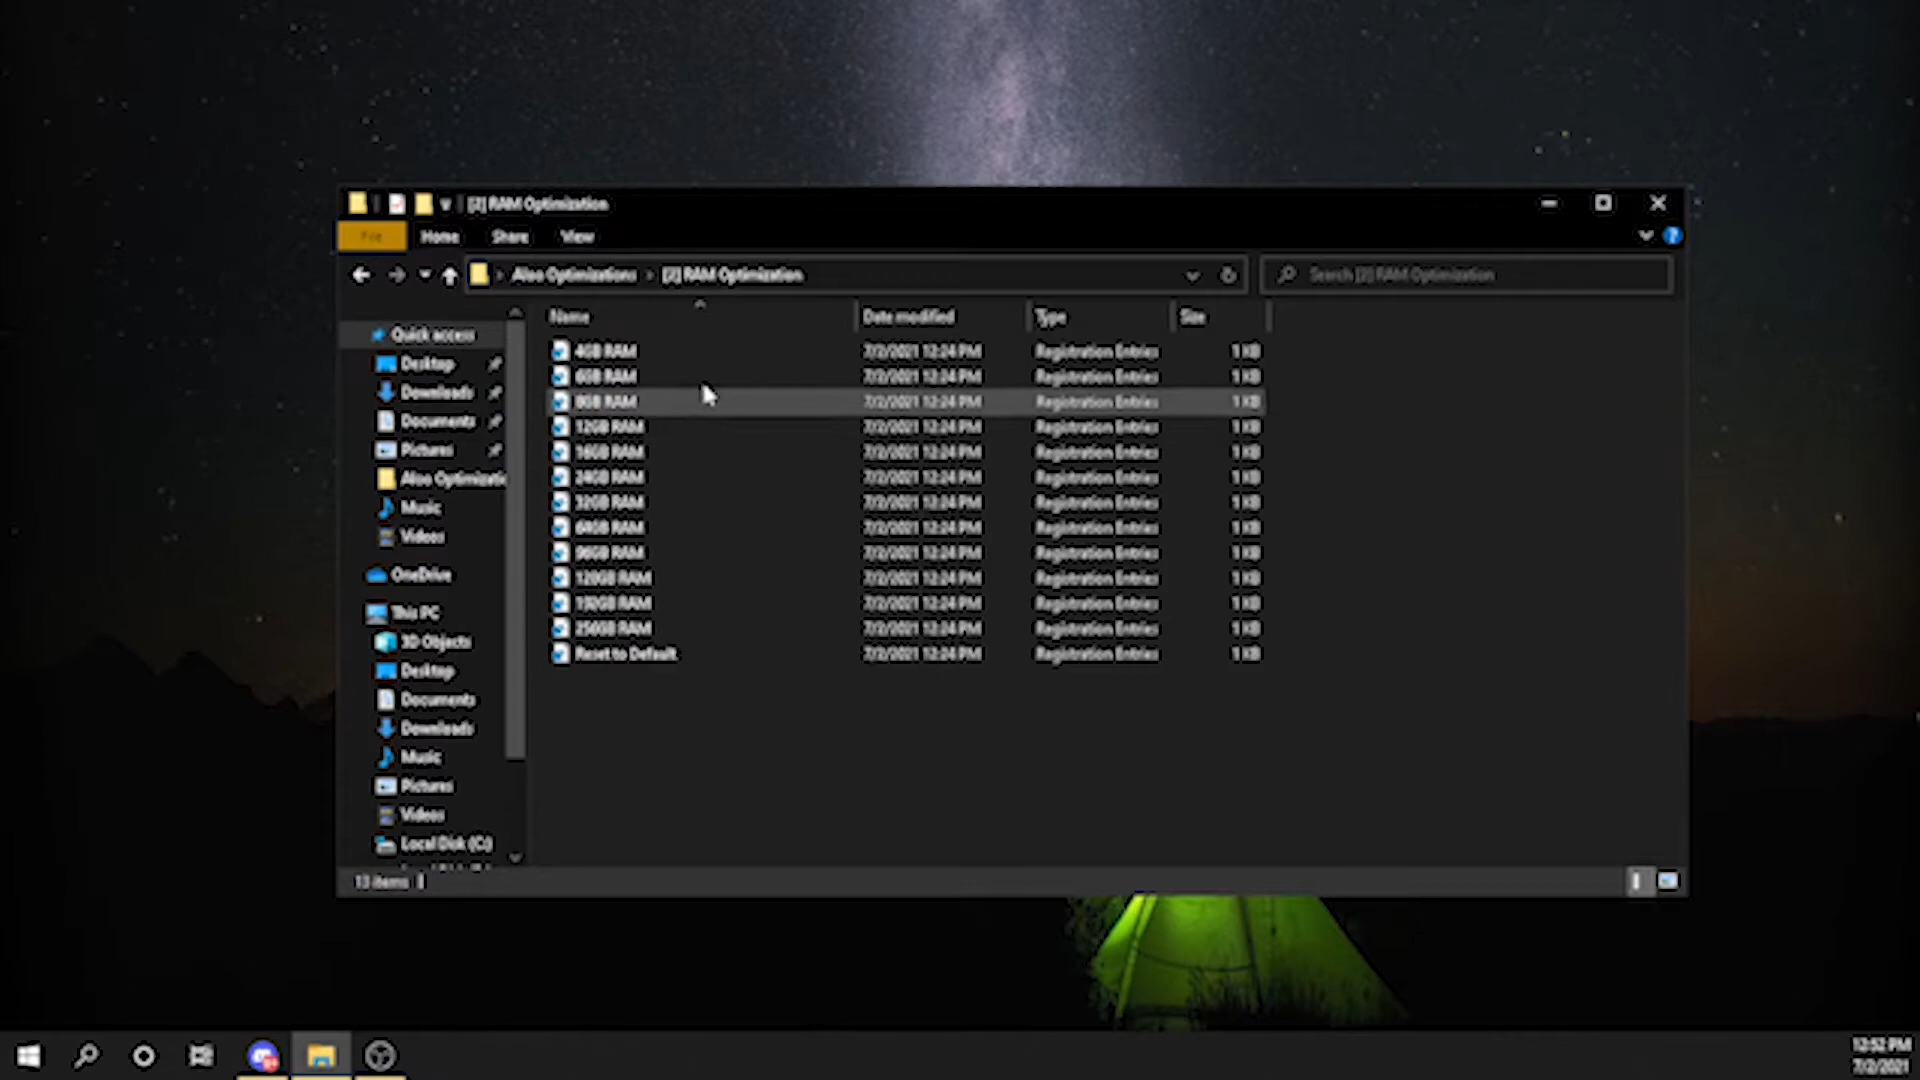 [2] RAM Optimization
File Home Share View
Aloo Optimizations > [2] RAM Optimization
Search [2] RAM Optimization
Name Date modified Type Size
Quick access
Desktop
Downloads
Documents
Pictures
Aloo Optimizatio
Music
Videos
OneDrive
This PC
3D Objects
Desktop
Documents
Downloads
Music
Pictures
Videos
Local Disk (C:)
4GB RAM 7/2/2021 12:24 PM Registration Entries 1 KB
6GB RAM 7/2/2021 12:24 PM Registration Entries 1 KB
8GB RAM 7/2/2021 12:24 PM Registration Entries 1 KB
12GB RAM 7/2/2021 12:24 PM Registration Entries 1 KB
16GB RAM 7/2/2021 12:24 PM Registration Entries 1 KB
24GB RAM 7/2/2021 12:24 PM Registration Entries 1 KB
32GB RAM 7/2/2021 12:24 PM Registration Entries 1 KB
64GB RAM 7/2/2021 12:24 PM Registration Entries 1 KB
96GB RAM 7/2/2021 12:24 PM Registration Entries 1 KB
128GB RAM 7/2/2021 12:24 PM Registration Entries 1 KB
192GB RAM 7/2/2021 12:24 PM Registration Entries 1 KB
256GB RAM 7/2/2021 12:24 PM Registration Entries 1 KB
Reset to Default 7/2/2021 12:24 PM Registration Entries 1 KB
13 items
12:52 PM
7/2/2021